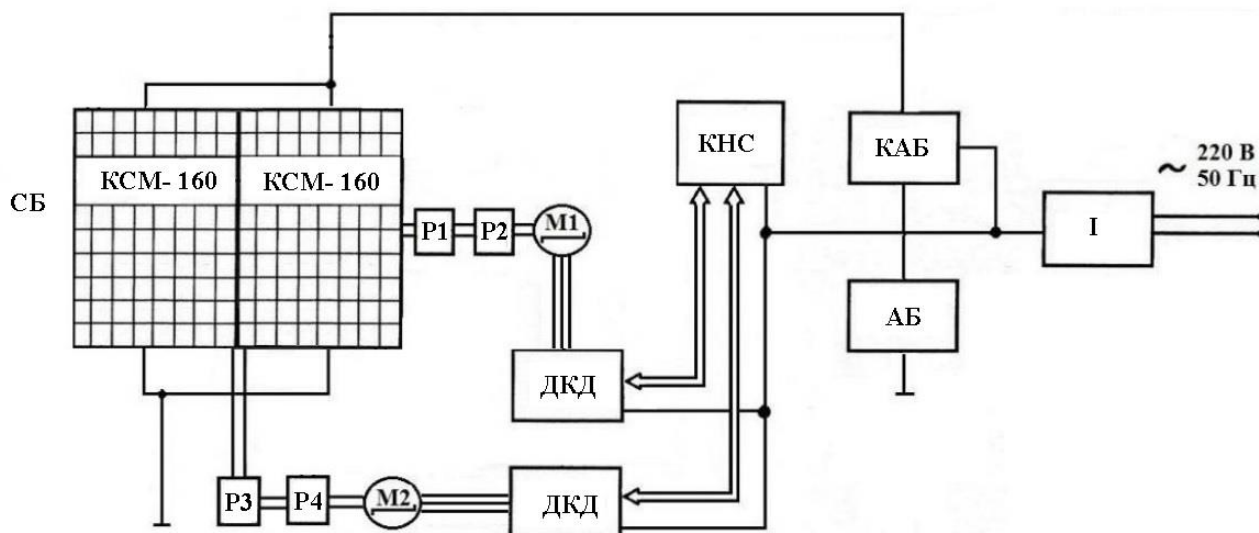 КНС
КАБ
~ 220 В
50 Гц
КСМ- 160
КСМ- 160
СБ
Р1
Р2
М1
І
АБ
ДКД
Р3
Р4
М2
ДКД